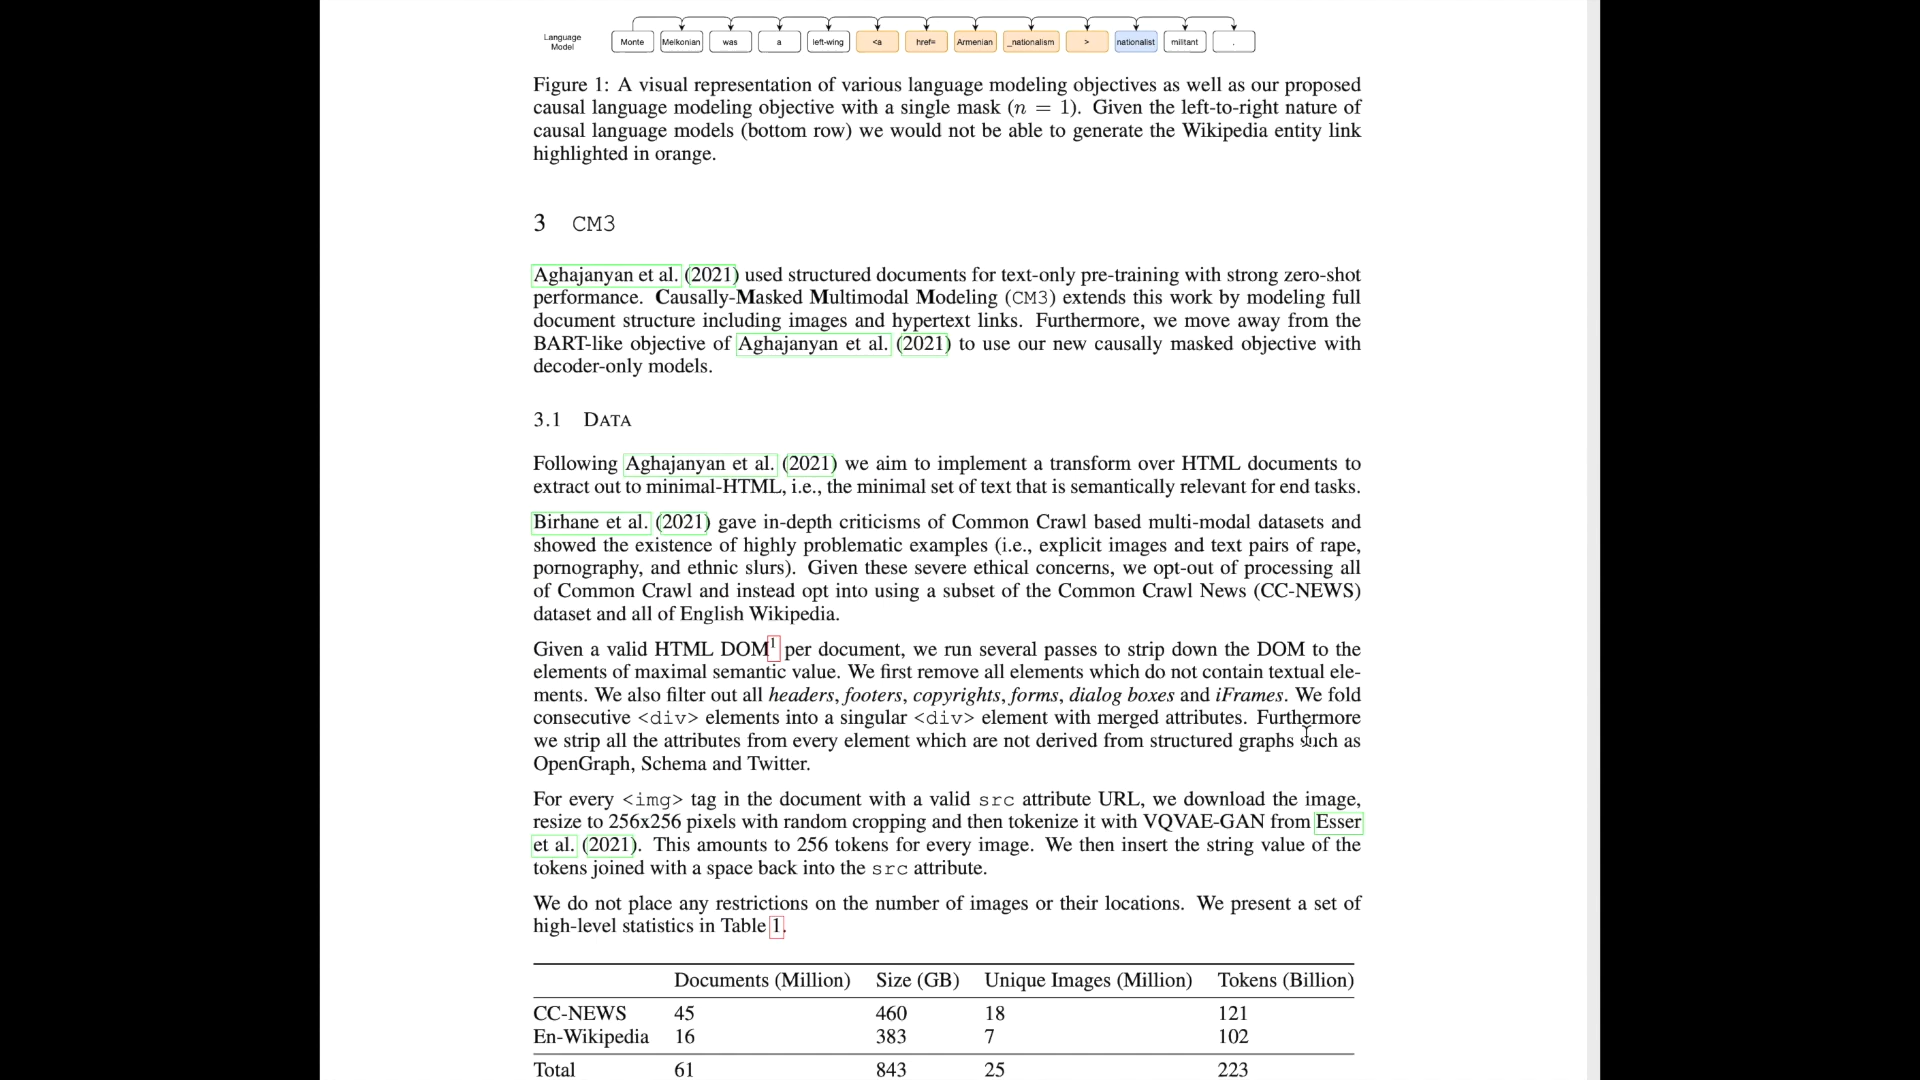 Language
Model
Monte Melkonian was a left-wing <a href= Armenian _nationalism > nationalist militant .
Figure 1: A visual representation of various language modeling objectives as well as our proposed
causal language modeling objective with a single mask (n = 1). Given the left-to-right nature of
causal language models (bottom row) we would not be able to generate the Wikipedia entity link
highlighted in orange.
3 CM3
Aghajanyan et al. (2021) used structured documents for text-only pre-training with strong zero-shot
performance. Causally-Masked Multimodal Modeling (CM3) extends this work by modeling full
document structure including images and hypertext links. Furthermore, we move away from the
BART-like objective of Aghajanyan et al. (2021) to use our new causally masked objective with
decoder-only models.
3.1 DATA
Following Aghajanyan et al. (2021) we aim to implement a transform over HTML documents to
extract out to minimal-HTML, i.e., the minimal set of text that is semantically relevant for end tasks.
Birhane et al. (2021) gave in-depth criticisms of Common Crawl based multi-modal datasets and
showed the existence of highly problematic examples (i.e., explicit images and text pairs of rape,
pornography, and ethnic slurs). Given these severe ethical concerns, we opt-out of processing all
of Common Crawl and instead opt into using a subset of the Common Crawl News (CC-NEWS)
dataset and all of English Wikipedia.
Given a valid HTML DOM1 per document, we run several passes to strip down the DOM to the
elements of maximal semantic value. We first remove all elements which do not contain textual ele-
ments. We also filter out all headers, footers, copyrights, forms, dialog boxes and iFrames. We fold
consecutive <div> elements into a singular <div> element with merged attributes. Furthermore
we strip all the attributes from every element which are not derived from structured graphs such as
OpenGraph, Schema and Twitter.
For every <img> tag in the document with a valid src attribute URL, we download the image,
resize to 256x256 pixels with random cropping and then tokenize it with VQVAE-GAN from Esser
et al. (2021). This amounts to 256 tokens for every image. We then insert the string value of the
tokens joined with a space back into the src attribute.
We do not place any restrictions on the number of images or their locations. We present a set of
high-level statistics in Table 1.
Documents (Million) Size (GB) Unique Images (Million) Tokens (Billion)
CC-NEWS 45 460 18 121
En-Wikipedia 16 383 7 102
Total 61 843 25 223